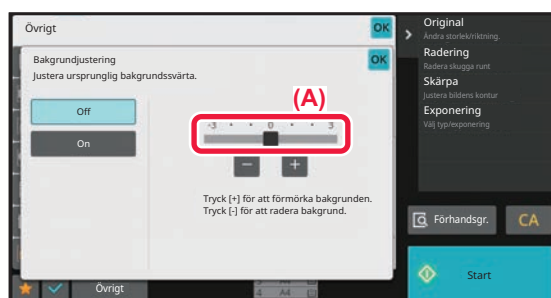 Övrigt
OK
Bakgrundjustering
OK
Justera ursprunglig bakgrundssvärta.
(A)
Off
On
-3 • • 0 • • 3
− +
Tryck [+] för att förmörka bakgrunden.
Tryck [-] för att radera bakgrund.
Original
Ändra storlek/riktning.
Radering
Radera skugga runt
Skärpa
Justera bildens kontur
Exponering
Välj typ/exponering
Förhandsgr.
CA
Start
Övrigt
4 A4